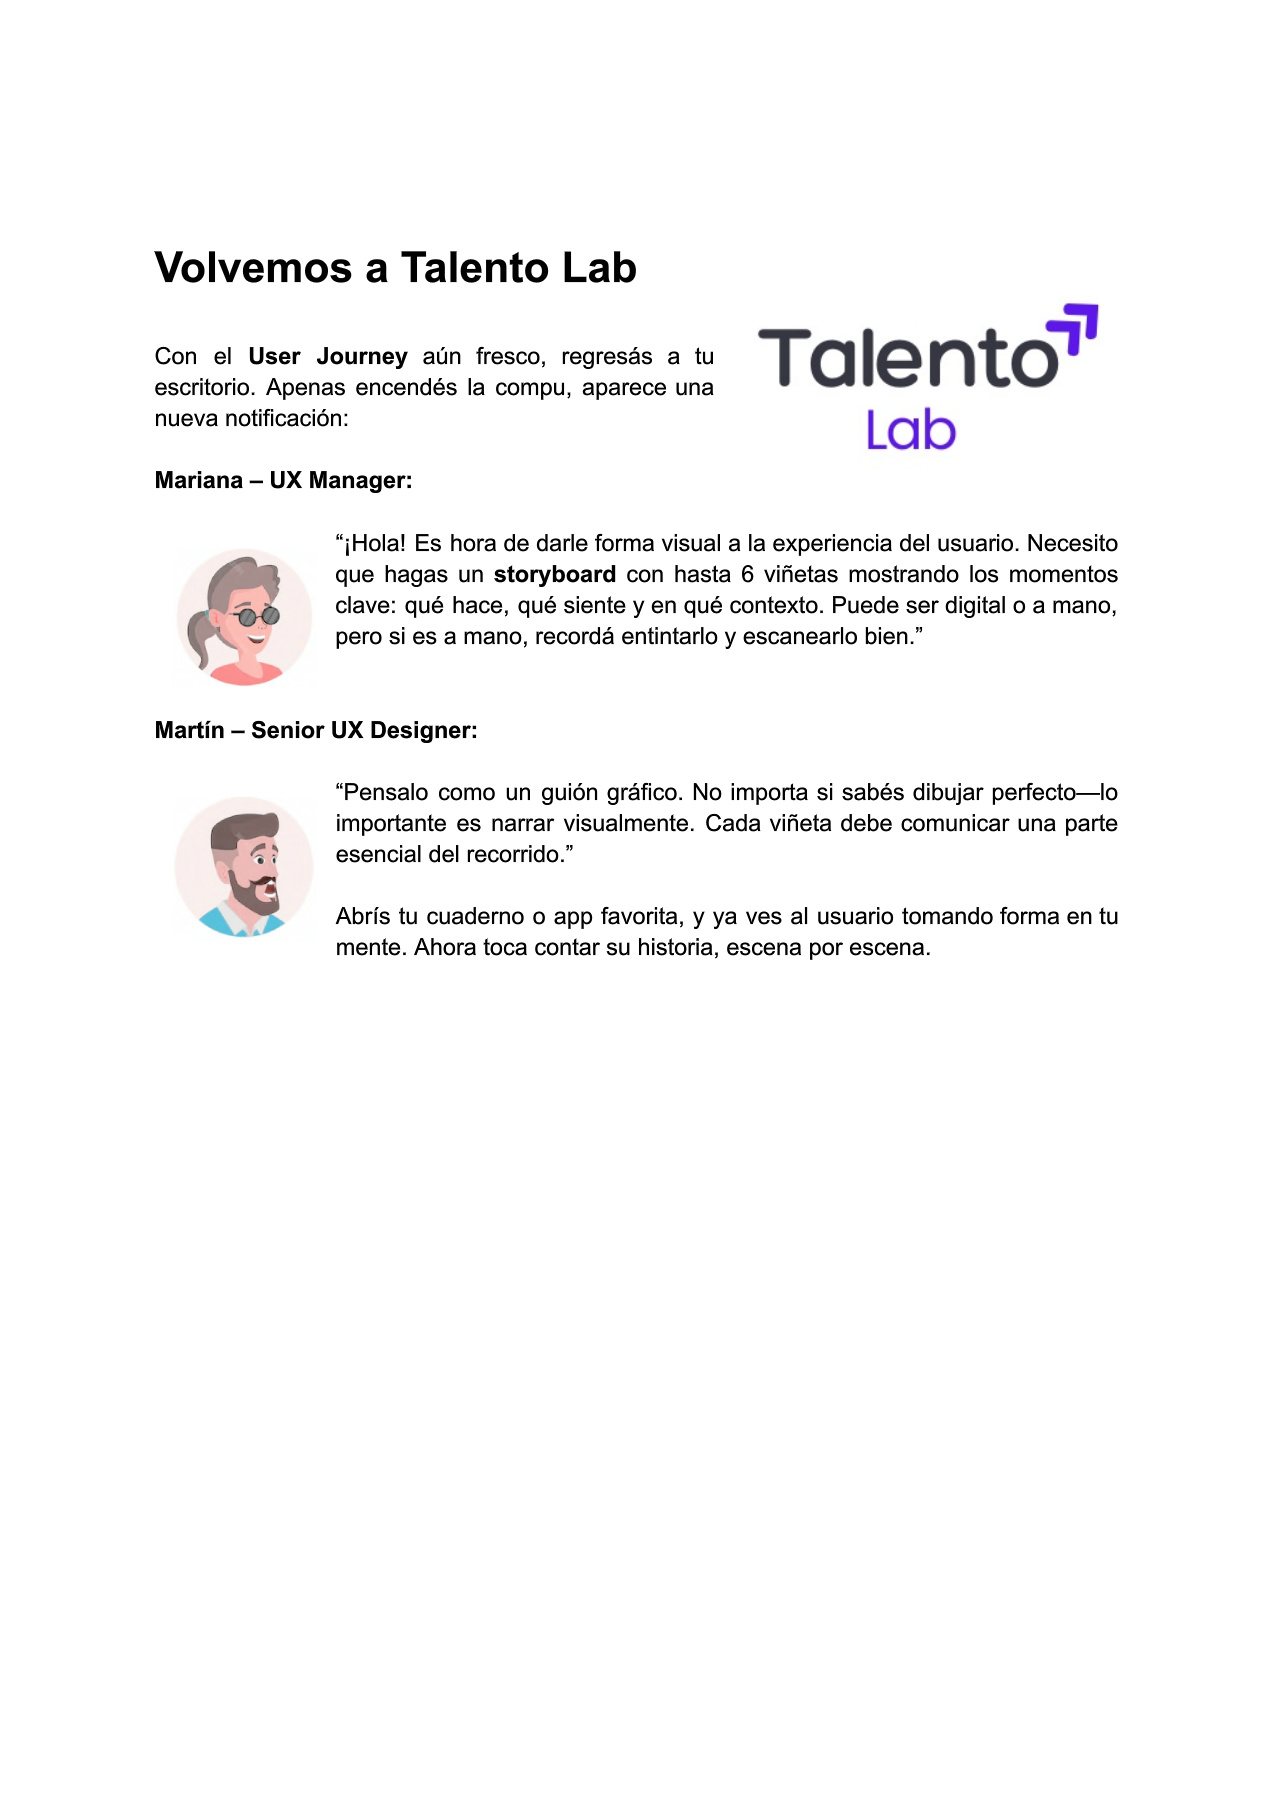 Volvemos a Talento Lab
Con el User Journey aún fresco, regresás a tu
escritorio. Apenas encendés la compu, aparece una
nueva notificación:
Talento
Lab
Mariana – UX Manager:
“¡Hola! Es hora de darle forma visual a la experiencia del usuario. Necesito
que hagas un storyboard con hasta 6 viñetas mostrando los momentos
clave: qué hace, qué siente y en qué contexto. Puede ser digital o a mano,
pero si es a mano, recordá entintarlo y escanearlo bien.”
Martín – Senior UX Designer:
“Pensalo como un guión gráfico. No importa si sabés dibujar perfecto—lo
importante es narrar visualmente. Cada viñeta debe comunicar una parte
esencial del recorrido.”
Abrís tu cuaderno o app favorita, y ya ves al usuario tomando forma en tu
mente. Ahora toca contar su historia, escena por escena.